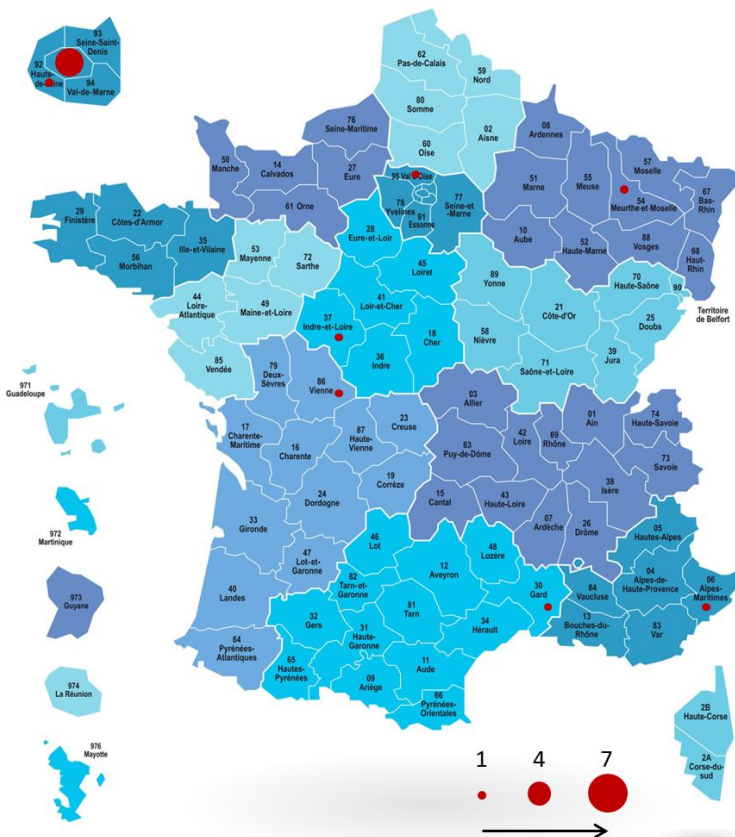 93
Seine-Saint-
Denis
92
Hauts-
de-Seine
94
Val-de-Marne
62
Pas-de-Calais
59
Nord
80
Somme
02
Aisne
60
Oise
76
Seine-Maritime
27
Eure
50
Manche
14
Calvados
61 Orne
08
Ardennes
51
Marne
55
Meuse
57
Moselle
54
Meurthe-et-Moselle
67
Bas-
Rhin
10
Aube
52
Haute-Marne
88
Vosges
68
Haut-
Rhin
95 Val d'Oise
78
Yvelines
91
Essonne
77
Seine-et-
Marne
29
Finistère
22
Côtes-d'Armor
35
Ille-et-Vilaine
56
Morbihan
53
Mayenne
72
Sarthe
44
Loire-
Atlantique
49
Maine-et-Loire
85
Vendée
28
Eure-et-Loir
45
Loiret
41
Loir-et-Cher
37
Indre-et-Loire
18
Cher
36
Indre
89
Yonne
21
Côte-d'Or
70
Haute-Saône
90
Territoire
de Belfort
25
Doubs
58
Nièvre
71
Saône-et-Loire
39
Jura
79
Deux-
Sèvres
86
Vienne
17
Charente-
Maritime
16
Charente
87
Haute-
Vienne
23
Creuse
19
Corrèze
24
Dordogne
33
Gironde
47
Lot-et-
Garonne
40
Landes
64
Pyrénées-
Atlantiques
03
Allier
63
Puy-de-Dôme
42
Loire
69
Rhône
01
Ain
74
Haute-Savoie
73
Savoie
38
Isère
15
Cantal
43
Haute-Loire
07
Ardèche
26
Drôme
46
Lot
12
Aveyron
48
Lozère
30
Gard
82
Tarn-et-
Garonne
81
Tarn
34
Hérault
32
Gers
31
Haute-
Garonne
65
Hautes-
Pyrénées
09
Ariège
11
Aude
66
Pyrénées-
Orientales
05
Hautes-Alpes
04
Alpes-de-
Haute-Provence
06
Alpes-
Maritimes
84
Vaucluse
13
Bouches-du-
Rhône
83
Var
2B
Haute-Corse
2A
Corse-du-
sud
971
Guadeloupe
972
Martinique
973
Guyane
974
La Réunion
976
Mayotte
1 4 7